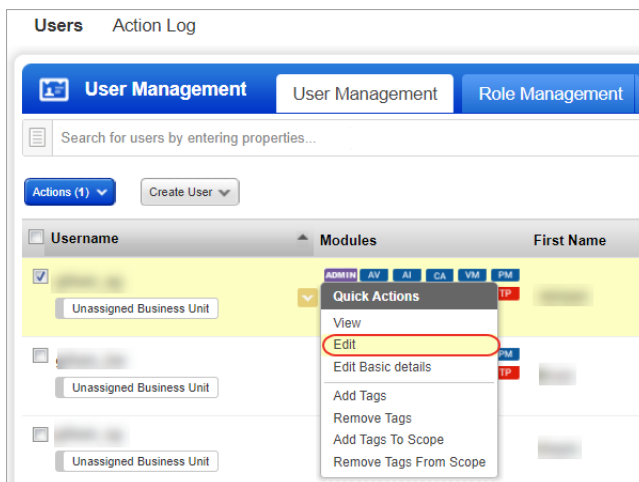 Users Action Log
User Management User Management Role Management
Search for users by entering properties...
Actions (1) Create User
Username Modules First Name
ADMIN AV AI CA VM PM
Unassigned Business Unit
TP
Quick Actions
View
Edit
Edit Basic details
Add Tags
Remove Tags
Add Tags To Scope
Remove Tags From Scope
PM
TP
Unassigned Business Unit
Unassigned Business Unit